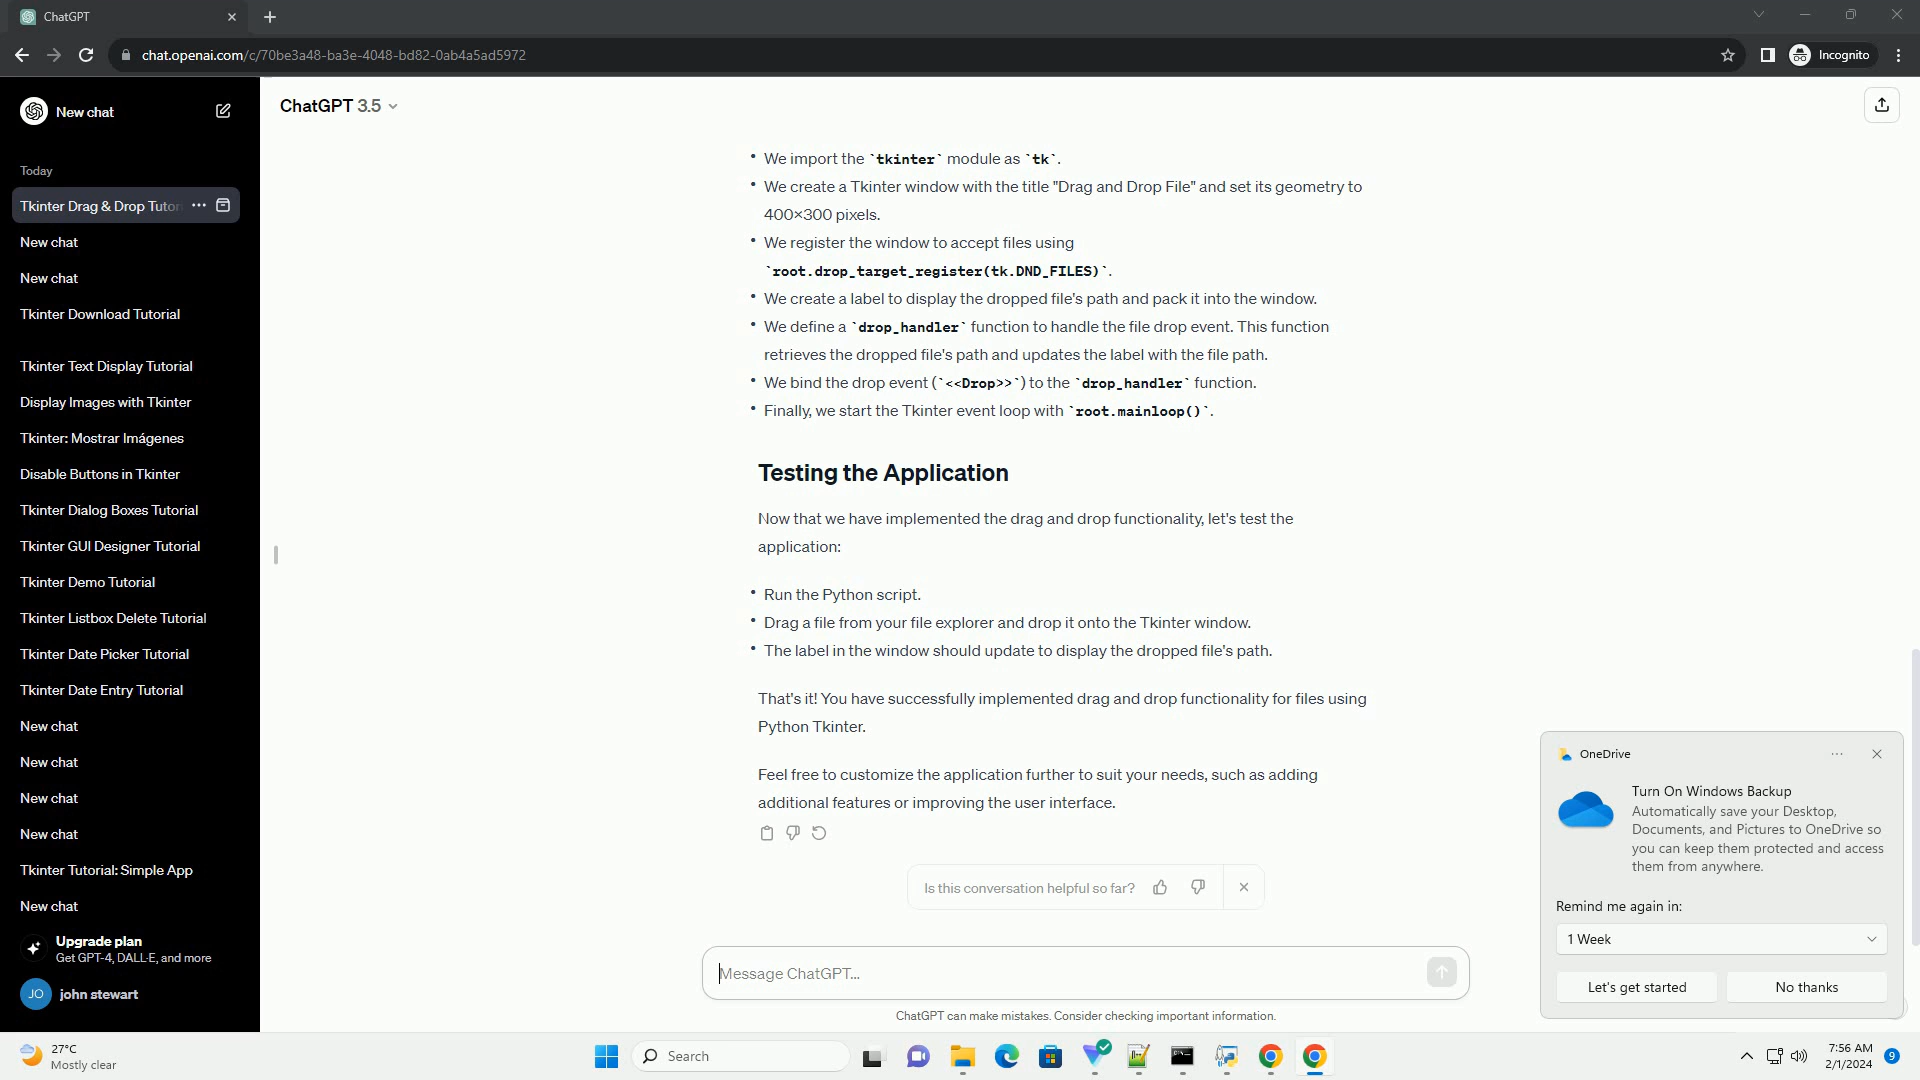 ChatGPT
chat.openai.com/c/70be3a48-ba3e-4048-bd82-0ab4a5ad5972
Incognito
New chat
Today
Tkinter Drag & Drop Tutor
New chat
New chat
Tkinter Download Tutorial
Tkinter Text Display Tutorial
Display Images with Tkinter
Tkinter: Mostrar Imágenes
Disable Buttons in Tkinter
Tkinter Dialog Boxes Tutorial
Tkinter GUI Designer Tutorial
Tkinter Demo Tutorial
Tkinter Listbox Delete Tutorial
Tkinter Date Picker Tutorial
Tkinter Date Entry Tutorial
New chat
New chat
New chat
New chat
Tkinter Tutorial: Simple App
New chat
Upgrade plan
Get GPT-4, DALL·E, and more
JO john stewart
ChatGPT 3.5
• We import the `tkinter` module as `tk`.
• We create a Tkinter window with the title "Drag and Drop File" and set its geometry to
400×300 pixels.
• We register the window to accept files using
`root.drop_target_register(tk.DND_FILES)`.
• We create a label to display the dropped file's path and pack it into the window.
• We define a `drop_handler` function to handle the file drop event. This function
retrieves the dropped file's path and updates the label with the file path.
• We bind the drop event (`<<Drop>>`) to the `drop_handler` function.
• Finally, we start the Tkinter event loop with `root.mainloop()`.
Testing the Application
Now that we have implemented the drag and drop functionality, let's test the
application:
• Run the Python script.
• Drag a file from your file explorer and drop it onto the Tkinter window.
• The label in the window should update to display the dropped file's path.
That's it! You have successfully implemented drag and drop functionality for files using
Python Tkinter.
Feel free to customize the application further to suit your needs, such as adding
additional features or improving the user interface.
Is this conversation helpful so far?
Message ChatGPT...
ChatGPT can make mistakes. Consider checking important information.
OneDrive
Turn On Windows Backup
Automatically save your Desktop,
Documents, and Pictures to OneDrive so
you can keep them protected and access
them from anywhere.
Remind me again in:
1 Week
Let's get started
No thanks
27°C
Mostly clear
Search
7:56 AM
2/1/2024
9